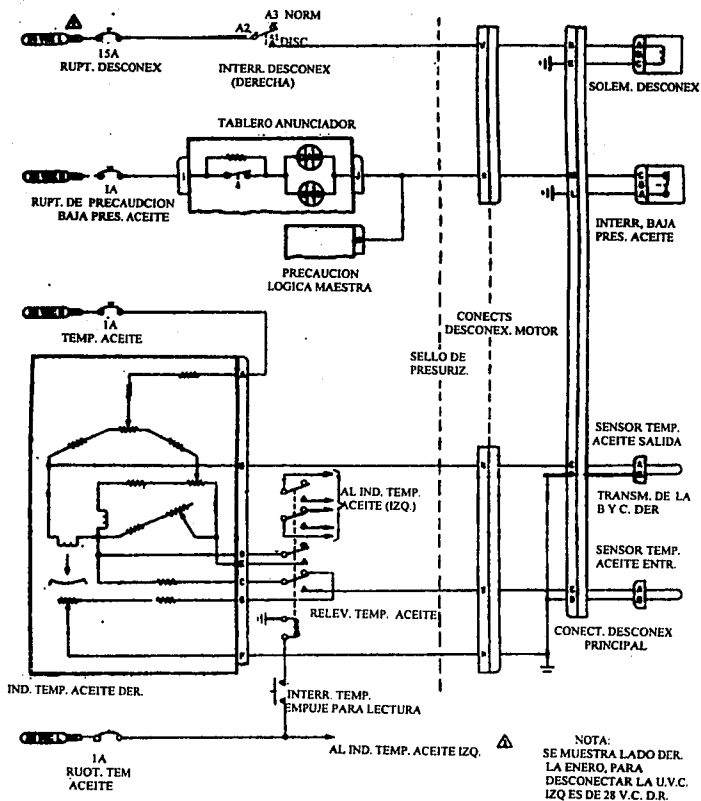 A3 NORM
A2
DISC
15A
RUPT. DESCONEX
INTERR. DESCONEX
(DERECHA)
SOLEM. DESCONEX
TABLERO ANUNCIADOR
1A
RUPT. DE PRECAUDCION
BAJA PRES. ACEITE
PRECAUCION
LOGICA MAESTRA
INTERR, BAJA
PRES. ACEITE
1A
TEMP. ACEITE
CONECTS
DESCONEX. MOTOR
SELLO DE
PRESURIZ.
SENSOR TEMP.
ACEITE SALIDA
AL IND. TEMP.
ACEITE (IZQ.)
TRANSM. DE LA
B Y C. DER
SENSOR TEMP.
ACEITE ENTR.
RELEV. TEMP. ACEITE
CONECT. DESCONEX
PRINCIPAL
IND. TEMP. ACEITE DER.
INTERR. TEMP.
EMPUJE PARA LECTURA
AL IND. TEMP. ACEITE IZQ.
1A
RUOT. TEM
ACEITE
NOTA:
SE MUESTRA LADO DER.
LA ENERO, PARA
DESCONECTAR LA U.V.C.
IZQ ES DE 28 V.C. D.R.